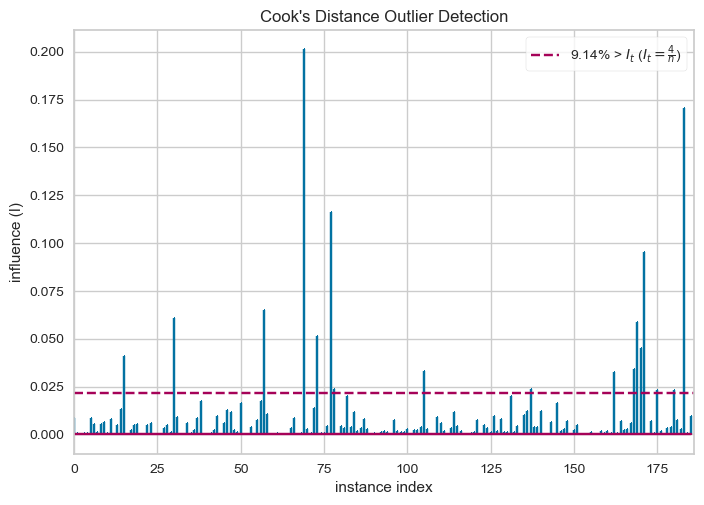 Cook's Distance Outlier Detection
9.14% > I_t (I_t = 4/n)
0.200
0.175
0.150
0.125
0.100
0.075
0.050
0.025
0.000
influence (I)
0 25 50 75 100 125 150 175
instance index